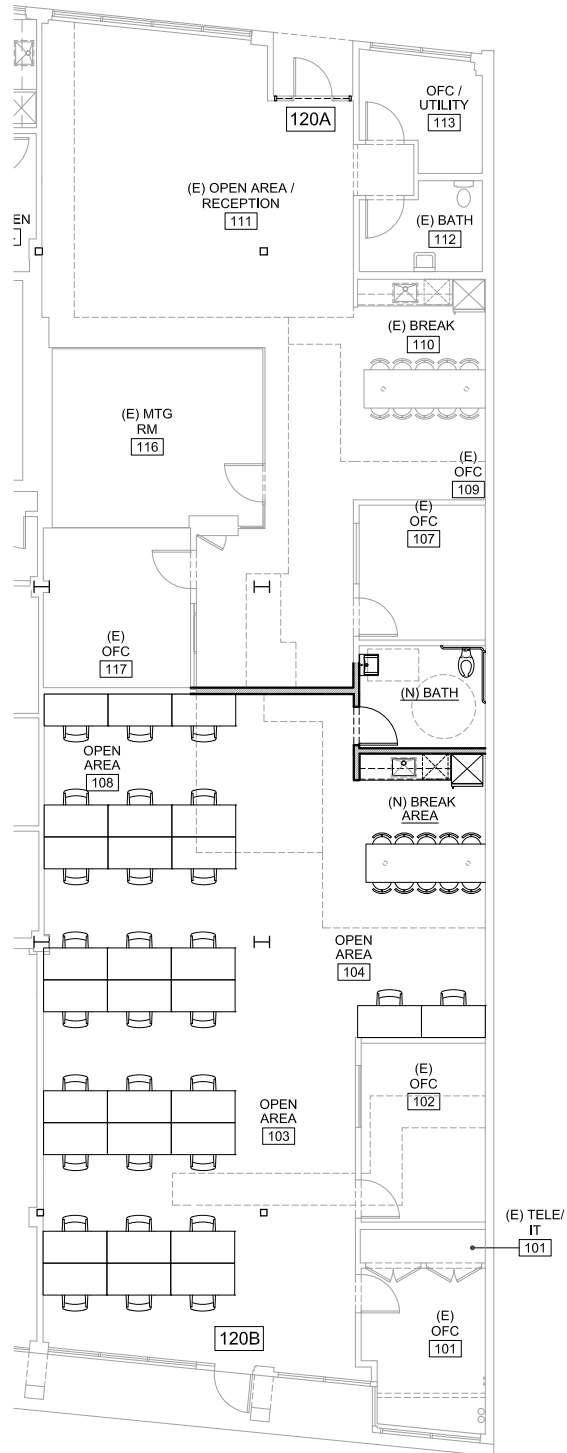 OFC /
UTILITY
113
120A
(E) OPEN AREA /
RECEPTION
111
(E) BATH
112
EN
(E) BREAK
110
(E) MTG
RM
116
(E)
OFC
109
(E)
OFC
107
(E)
OFC
117
(N) BATH
OPEN
AREA
108
(N) BREAK
AREA
OPEN
AREA
104
(E)
OFC
102
OPEN
AREA
103
(E) TELE/
IT
101
120B
(E)
OFC
101